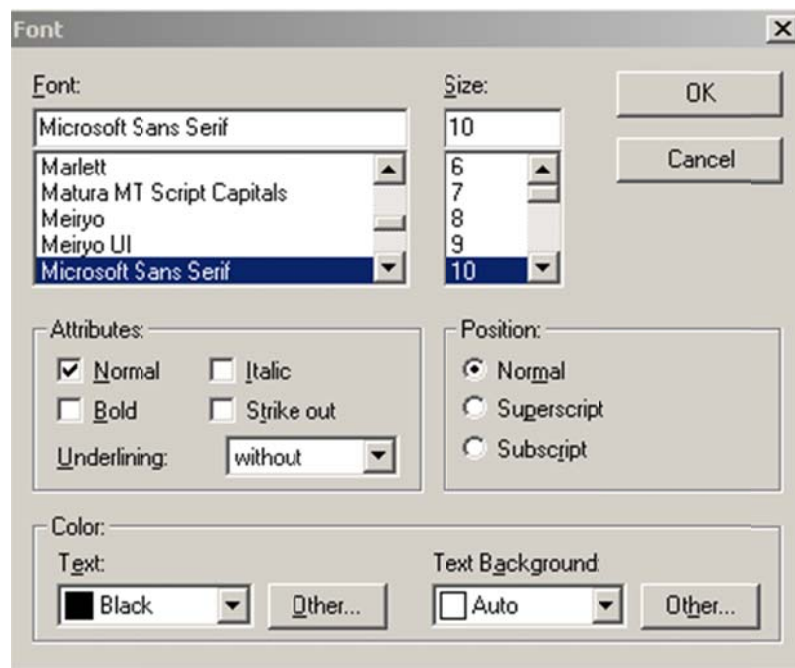 Font
Font: Size:
Microsoft Sans Serif 10 OK
Marlett 6 Cancel
Matura MT Script Capitals 7
Meiryo 8
Meiryo UI 9
Microsoft Sans Serif 10
Attributes: Position:
Normal Italic Normal
Bold Strike out Superscript
Underlining: without Subscript
Color:
Text: Text Background:
Black Other... Auto Other...